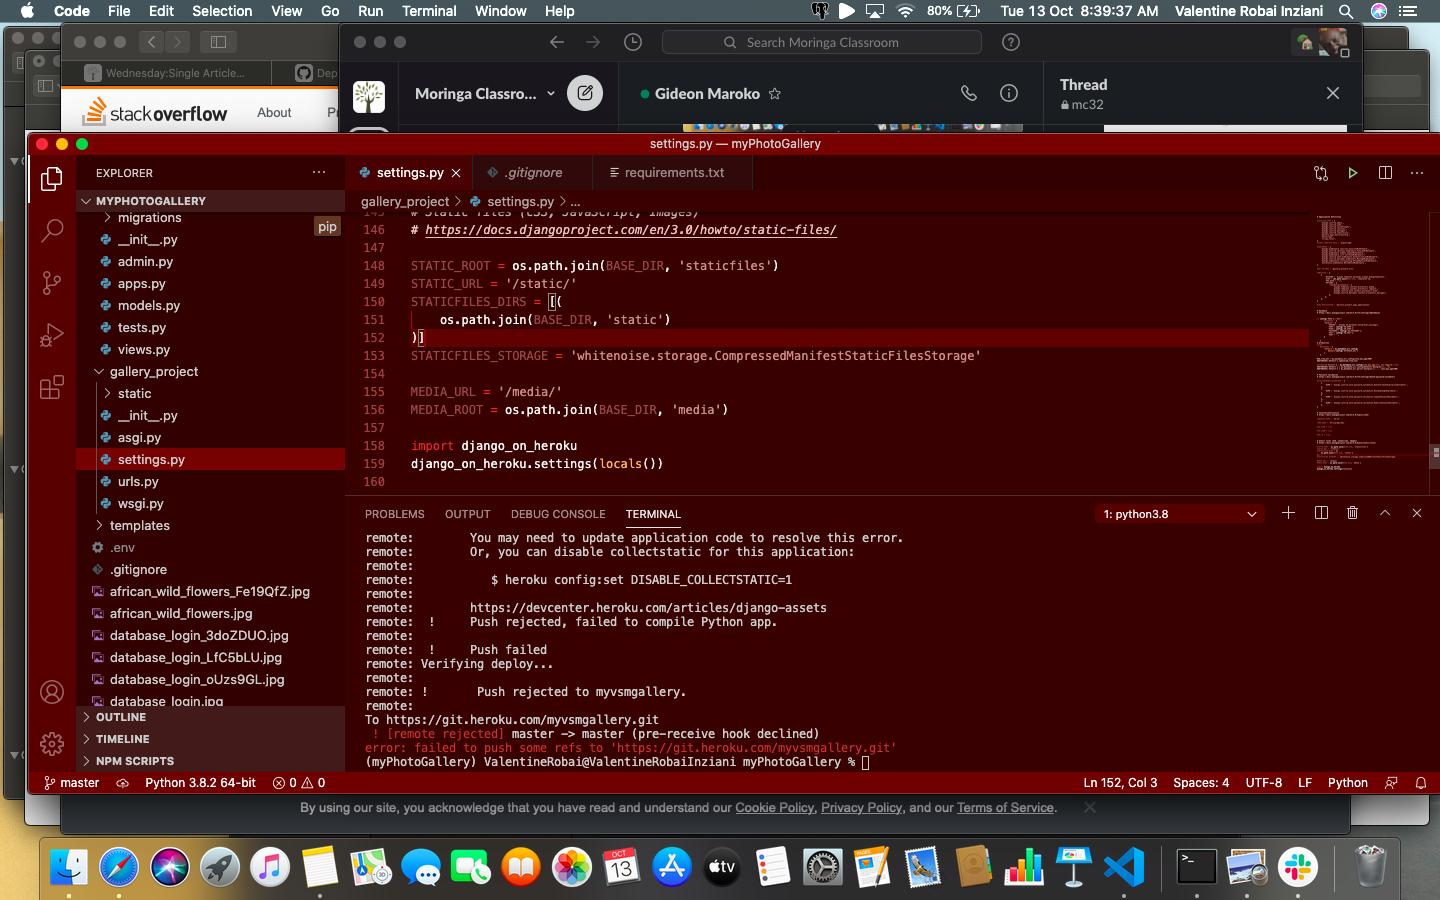 Code File Edit Selection View Go Run Terminal Window Help 80% Tue 13 Oct 8:39:37 AM Valentine Robai Inziani
Search Moringa Classroom
Wednesday:Single Article...
Dep
Moringa Classro...
Gideon Maroko
Thread
mc32
stackoverflow
About
settings.py — myPhotoGallery
EXPLORER
settings.py
.gitignore
requirements.txt
MYPHOTOGALLERY
gallery_project > settings.py > ...
migrations
pip
__init__.py
admin.py
apps.py
models.py
tests.py
views.py
gallery_project
static
__init__.py
asgi.py
settings.py
urls.py
wsgi.py
templates
.env
.gitignore
african_wild_flowers_Fe19QfZ.jpg
african_wild_flowers.jpg
database_login_3doZDUO.jpg
database_login_LfC5bLU.jpg
database_login_oUzs9GL.jpg
database_login.jpg
OUTLINE
TIMELINE
NPM SCRIPTS
145 # Static files (CSS, JavaScript, Images)
146 # https://docs.djangoproject.com/en/3.0/howto/static-files/
147
148 STATIC_ROOT = os.path.join(BASE_DIR, 'staticfiles')
149 STATIC_URL = '/static/'
150 STATICFILES_DIRS = [(
151 os.path.join(BASE_DIR, 'static')
152 )]
153 STATICFILES_STORAGE = 'whitenoise.storage.CompressedManifestStaticFilesStorage'
154
155 MEDIA_URL = '/media/'
156 MEDIA_ROOT = os.path.join(BASE_DIR, 'media')
157
158 import django_on_heroku
159 django_on_heroku.settings(locals())
160
PROBLEMS OUTPUT DEBUG CONSOLE TERMINAL 1: python3.8
remote: You may need to update application code to resolve this error.
remote: Or, you can disable collectstatic for this application:
remote:
remote: $ heroku config:set DISABLE_COLLECTSTATIC=1
remote:
remote: https://devcenter.heroku.com/articles/django-assets
remote: ! Push rejected, failed to compile Python app.
remote:
remote: ! Push failed
remote: Verifying deploy...
remote:
remote: ! Push rejected to myvsmgallery.
remote:
To https://git.heroku.com/myvsmgallery.git
! [remote rejected] master -> master (pre-receive hook declined)
error: failed to push some refs to 'https://git.heroku.com/myvsmgallery.git'
(myPhotoGallery) ValentineRobai@ValentineRobaiInziani myPhotoGallery %
master Python 3.8.2 64-bit 0 0 Ln 152, Col 3 Spaces: 4 UTF-8 LF Python
By using our site, you acknowledge that you have read and understand our Cookie Policy, Privacy Policy, and our Terms of Service.
OCT
13
tv